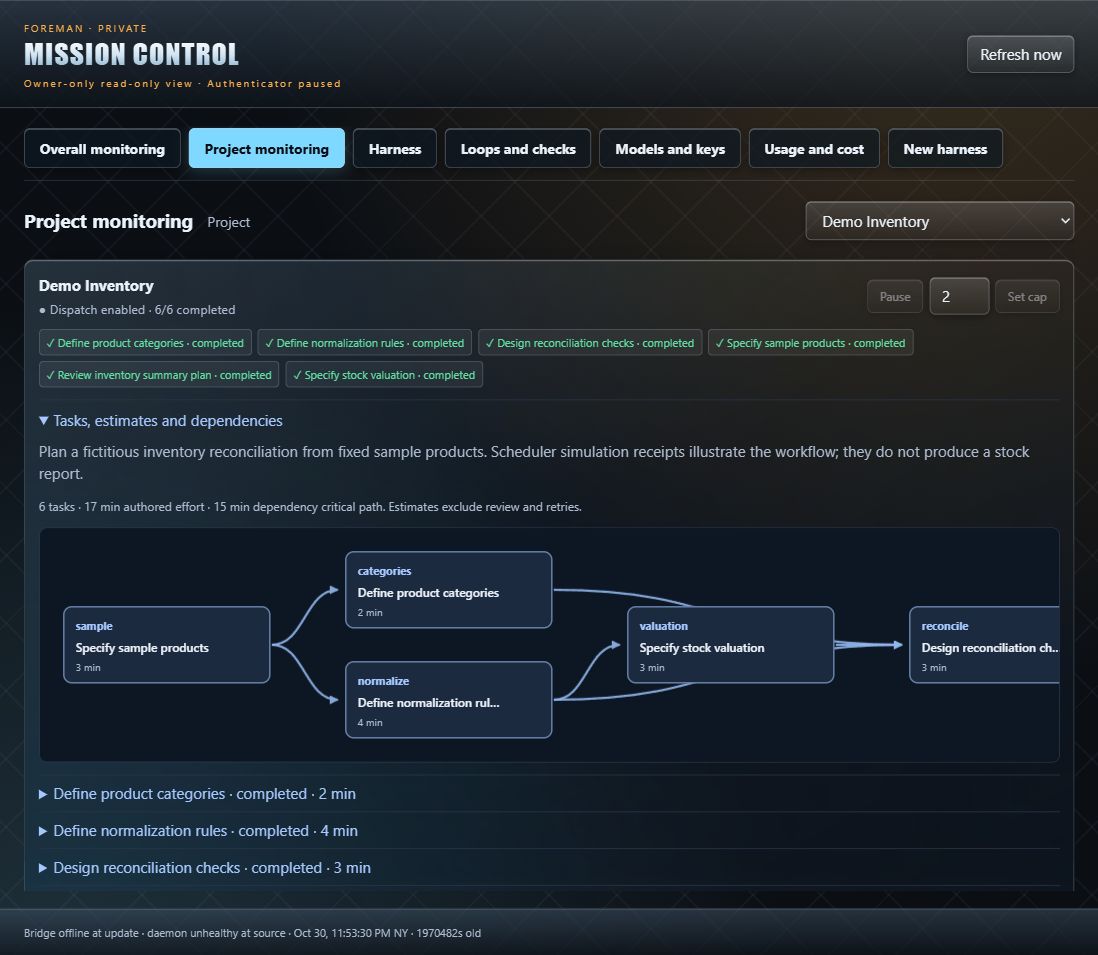 FOREMAN · PRIVATE
MISSION CONTROL
Owner-only read-only view · Authenticator paused
Refresh now
Overall monitoring
Project monitoring
Harness
Loops and checks
Models and keys
Usage and cost
New harness
Project monitoring
Project
Demo Inventory
Demo Inventory
● Dispatch enabled · 6/6 completed
Pause
2
Set cap
✓ Define product categories · completed
✓ Define normalization rules · completed
✓ Design reconciliation checks · completed
✓ Specify sample products · completed
✓ Review inventory summary plan · completed
✓ Specify stock valuation · completed
▼ Tasks, estimates and dependencies
Plan a fictitious inventory reconciliation from fixed sample products. Scheduler simulation receipts illustrate the workflow; they do not produce a stock
report.
6 tasks · 17 min authored effort · 15 min dependency critical path. Estimates exclude review and retries.
sample
Specify sample products
3 min
categories
Define product categories
2 min
normalize
Define normalization rul...
4 min
valuation
Specify stock valuation
3 min
reconcile
Design reconciliation ch...
3 min
▶ Define product categories · completed · 2 min
▶ Define normalization rules · completed · 4 min
▶ Design reconciliation checks · completed · 3 min
Bridge offline at update · daemon unhealthy at source · Oct 30, 11:53:30 PM NY · 1970482s old